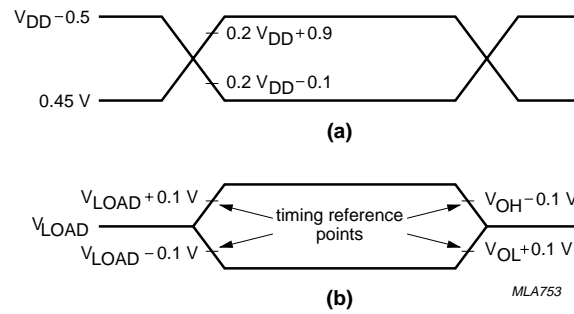 VDD−0.5
0.2 VDD+0.9
0.2 VDD−0.1
0.45 V
(a)
VLOAD+0.1 V
VOH−0.1 V
timing reference
points
VLOAD
VLOAD−0.1 V
VOL+0.1 V
MLA753
(b)